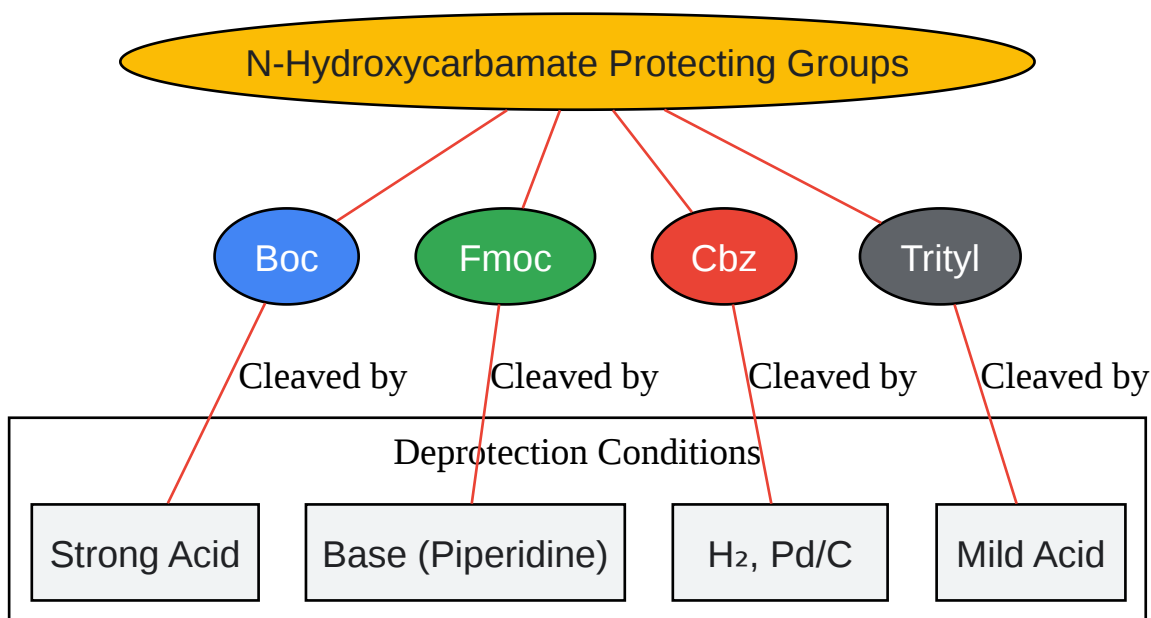 N-Hydroxycarbamate Protecting Groups
Boc
Fmoc
Cbz
Trityl
Cleaved by
Cleaved by
Cleaved by
Cleaved by
Deprotection Conditions
Strong Acid
Base (Piperidine)
H₂, Pd/C
Mild Acid